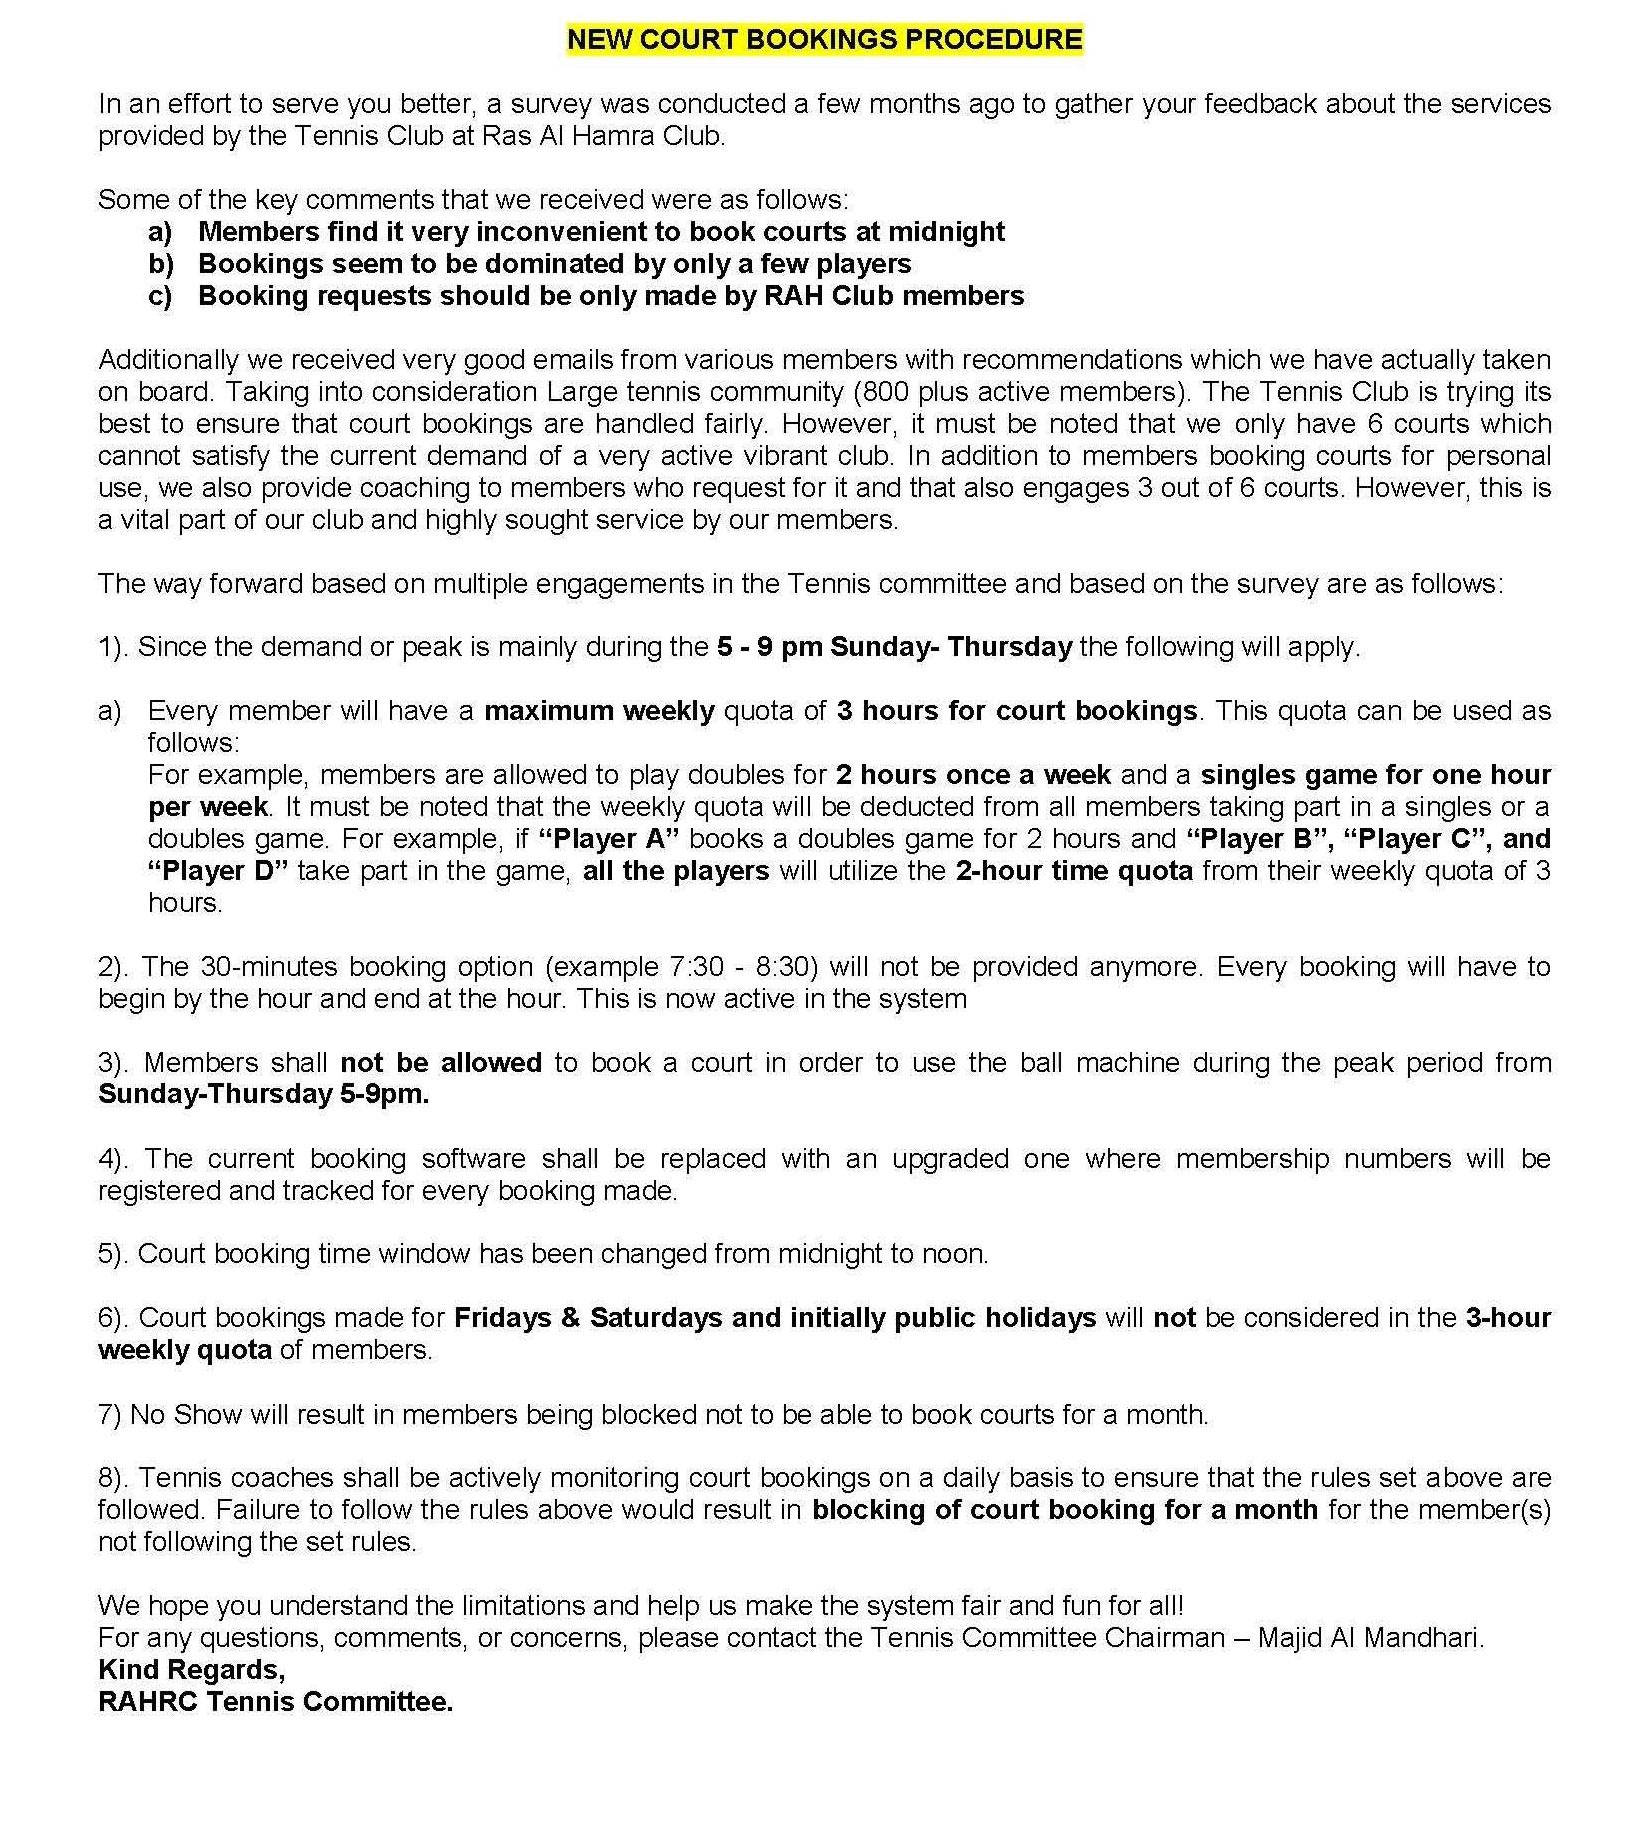 NEW COURT BOOKINGS PROCEDURE
In an effort to serve you better, a survey was conducted a few months ago to gather your feedback about the services
provided by the Tennis Club at Ras Al Hamra Club.
Some of the key comments that we received were as follows:
a) Members find it very inconvenient to book courts at midnight
b) Bookings seem to be dominated by only a few players
c) Booking requests should be only made by RAH Club members
Additionally we received very good emails from various members with recommendations which we have actually taken
on board. Taking into consideration Large tennis community (800 plus active members). The Tennis Club is trying its
best to ensure that court bookings are handled fairly. However, it must be noted that we only have 6 courts which
cannot satisfy the current demand of a very active vibrant club. In addition to members booking courts for personal
use, we also provide coaching to members who request for it and that also engages 3 out of 6 courts. However, this is
a vital part of our club and highly sought service by our members.
The way forward based on multiple engagements in the Tennis committee and based on the survey are as follows:
1). Since the demand or peak is mainly during the 5 - 9 pm Sunday- Thursday the following will apply.
a) Every member will have a maximum weekly quota of 3 hours for court bookings. This quota can be used as
follows:
For example, members are allowed to play doubles for 2 hours once a week and a singles game for one hour
per week. It must be noted that the weekly quota will be deducted from all members taking part in a singles or a
doubles game. For example, if “Player A” books a doubles game for 2 hours and “Player B”, “Player C”, and
“Player D” take part in the game, all the players will utilize the 2-hour time quota from their weekly quota of 3
hours.
2). The 30-minutes booking option (example 7:30 - 8:30) will not be provided anymore. Every booking will have to
begin by the hour and end at the hour. This is now active in the system
3). Members shall not be allowed to book a court in order to use the ball machine during the peak period from
Sunday-Thursday 5-9pm.
4). The current booking software shall be replaced with an upgraded one where membership numbers will be
registered and tracked for every booking made.
5). Court booking time window has been changed from midnight to noon.
6). Court bookings made for Fridays & Saturdays and initially public holidays will not be considered in the 3-hour
weekly quota of members.
7) No Show will result in members being blocked not to be able to book courts for a month.
8). Tennis coaches shall be actively monitoring court bookings on a daily basis to ensure that the rules set above are
followed. Failure to follow the rules above would result in blocking of court booking for a month for the member(s)
not following the set rules.
We hope you understand the limitations and help us make the system fair and fun for all!
For any questions, comments, or concerns, please contact the Tennis Committee Chairman – Majid Al Mandhari.
Kind Regards,
RAHRC Tennis Committee.